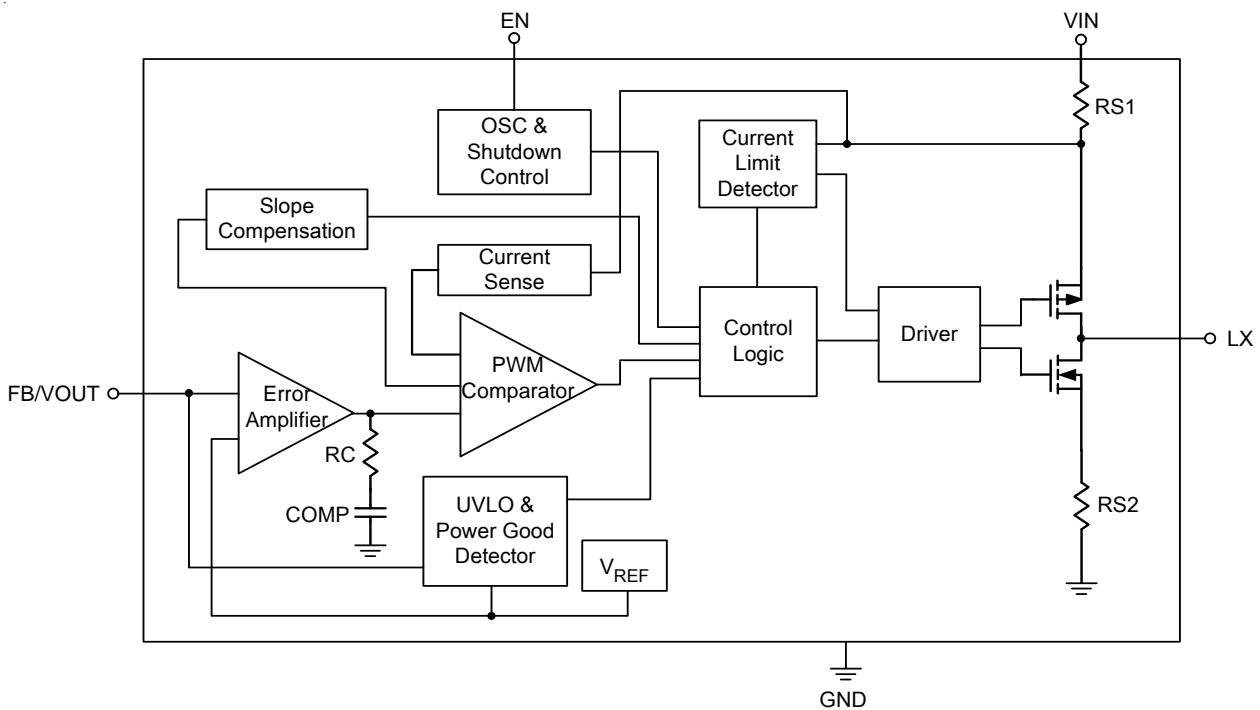 EN
VIN
RS1
OSC &
Shutdown
Control
Current
Limit
Detector
Slope
Compensation
Current
Sense
Control
Logic
Driver
LX
PWM
Comparator
FB/VOUT
Error
Amplifier
RC
COMP
UVLO &
Power Good
Detector
VREF
RS2
GND